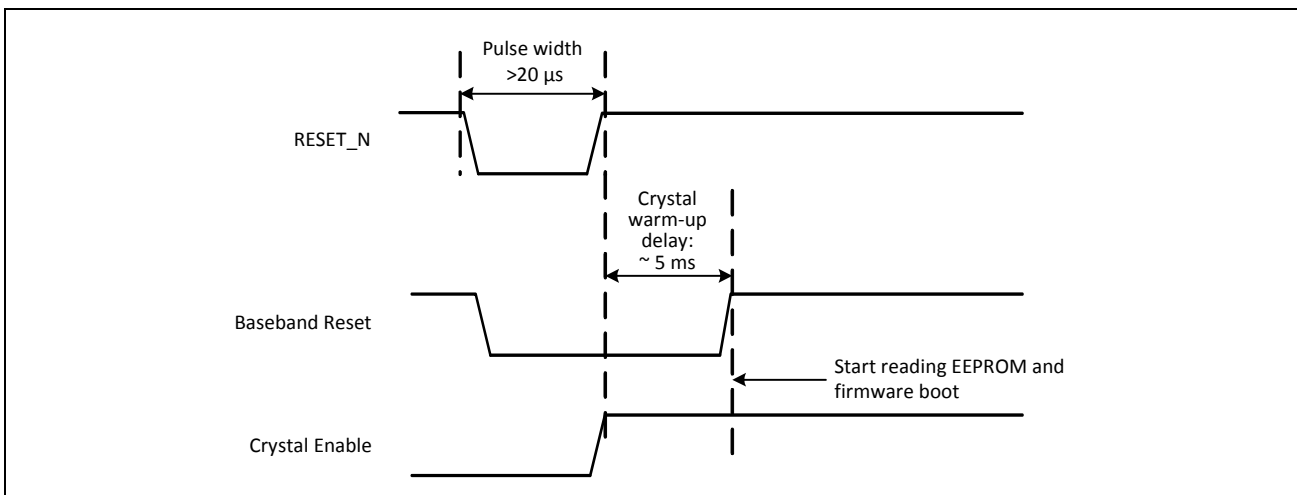 Pulse width
>20 µs
RESET_N
Crystal
warm-up
delay:
~ 5 ms
Baseband Reset
Start reading EEPROM and
firmware boot
Crystal Enable